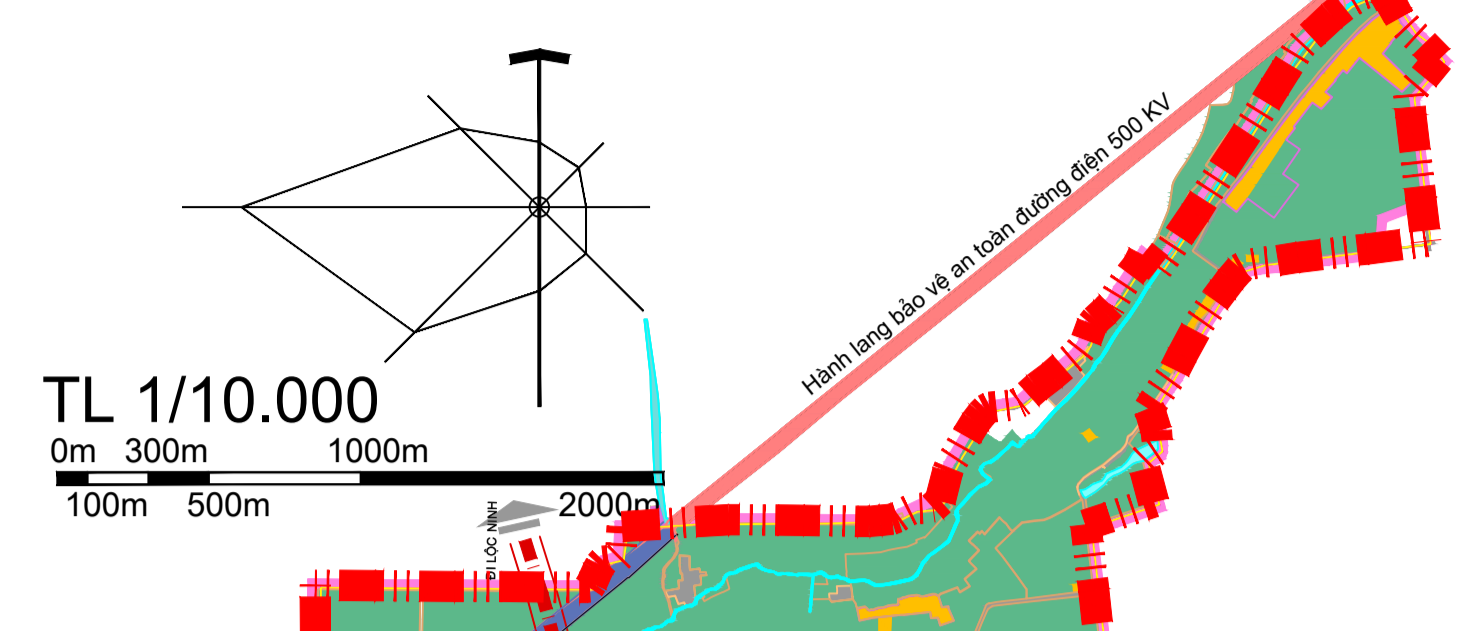 Hành lang bảo vệ an toàn đường điện 500 KV
TL 1/10.000
0m 300m 1000m
100m 500m 2000m
ĐI LỘC NINH